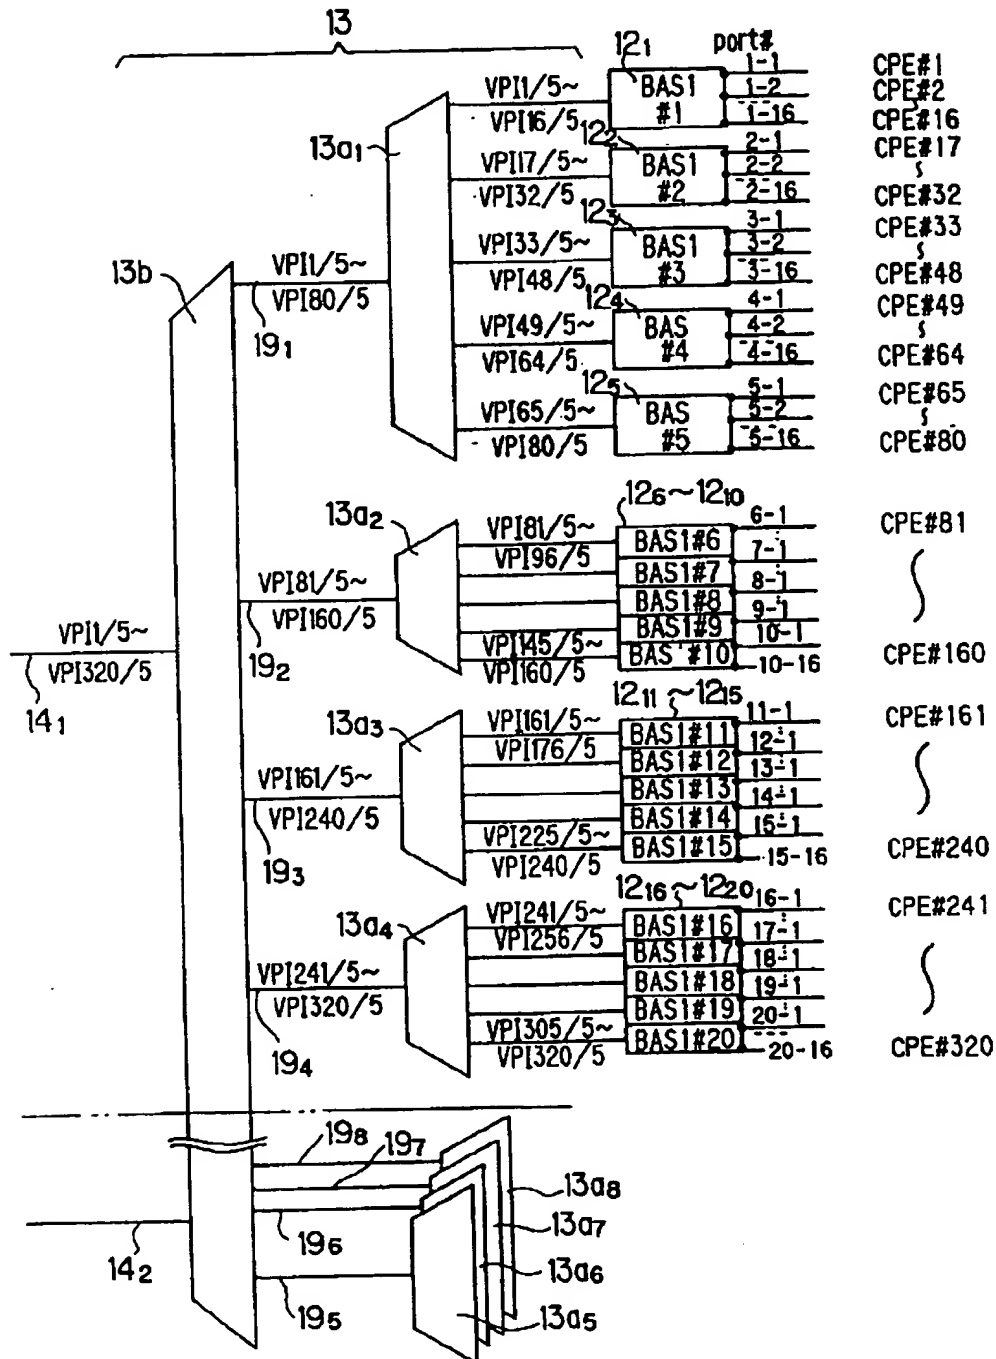 13
port#
12₁
BAS1
#1
1-1
1-2
1-16
CPE#1
CPE#2
CPE#16
VPI1/5~
VPI16/5
13a₁
12₂
BAS1
#2
2-1
2-2
2-16
CPE#17
CPE#32
VPI17/5~
VPI32/5
12₃
BAS1
#3
3-1
3-2
3-16
CPE#33
CPE#48
VPI33/5~
VPI48/5
13b
VPI1/5~
VPI80/5
19₁
12₄
BAS
#4
4-1
4-2
4-16
CPE#49
CPE#64
VPI49/5~
VPI64/5
12₅
BAS
#5
5-1
5-2
5-16
CPE#65
CPE#80
VPI65/5~
VPI80/5
13a₂
12₆~12₁₀
VPI81/5~
VPI96/5
BAS1#6
BAS1#7
BAS1#8
BAS1#9
BAS'#10
6-1
7-1
8-1
9-1
10-1
10-16
CPE#81
CPE#160
VPI81/5~
VPI160/5
19₂
VPI145/5~
VPI160/5
VPI1/5~
VPI320/5
14₁
13a₃
12₁₁~12₁₅
VPI161/5~
VPI176/5
BAS1#11
BAS1#12
BAS1#13
BAS1#14
BAS1#15
11-1
12-1
13-1
14-1
15-1
15-16
CPE#161
CPE#240
VPI161/5~
VPI240/5
19₃
VPI225/5~
VPI240/5
13a₄
12₁₆~12₂₀
VPI241/5~
VPI256/5
BAS1#16
BAS1#17
BAS1#18
BAS1#19
BAS1#20
16-1
17-1
18-1
19-1
20-1
20-16
CPE#241
CPE#320
VPI241/5~
VPI320/5
19₄
VPI305/5~
VPI320/5
19₈
19₇
13a₈
13a₇
19₆
14₂
13a₆
19₅
13a₅